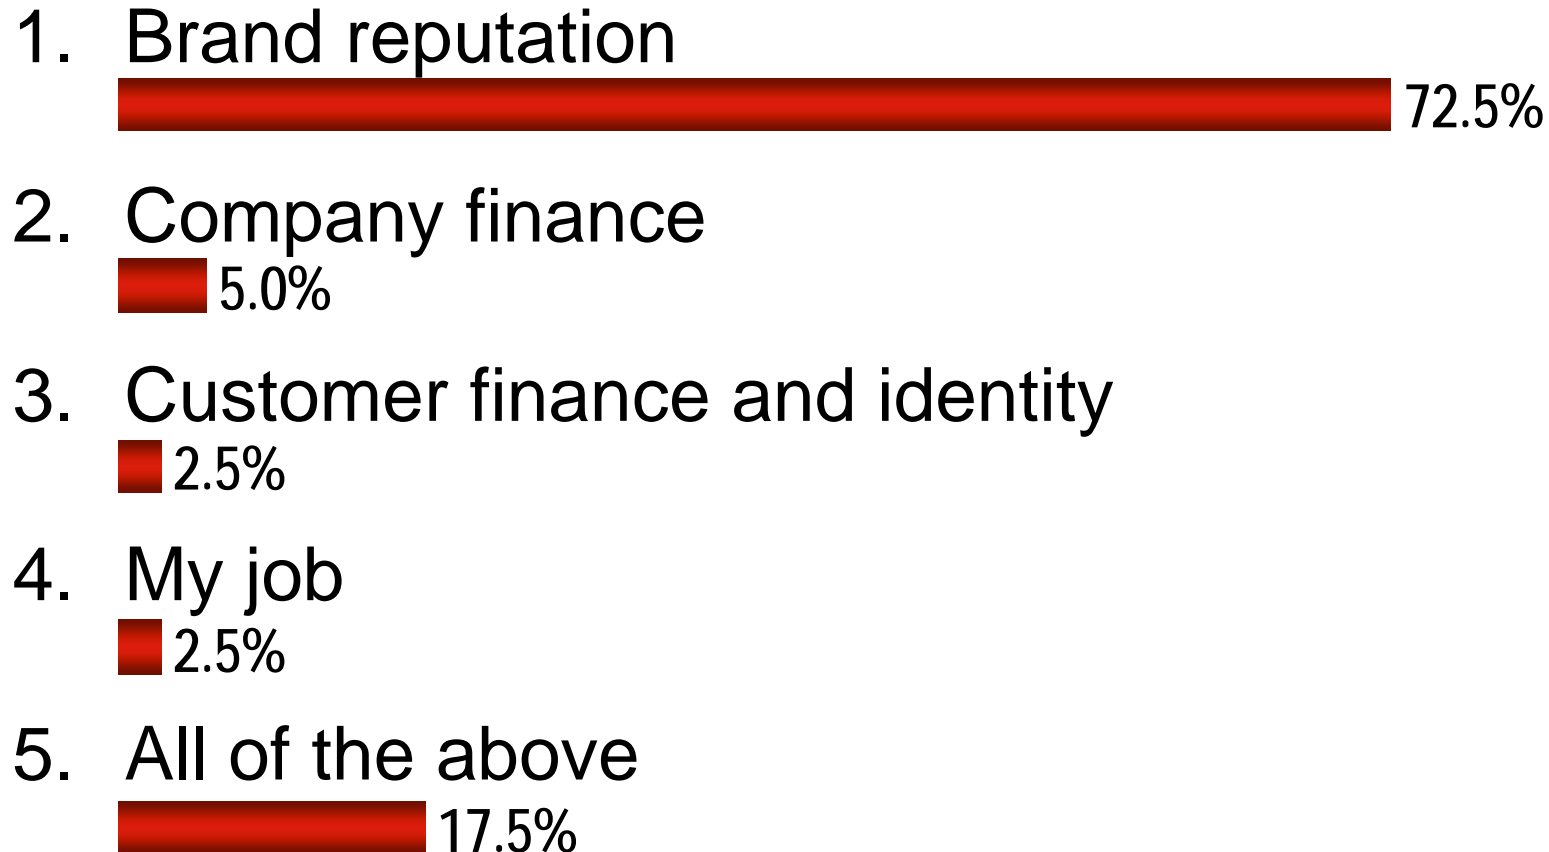 1. Brand reputation
72.5%
2. Company finance
5.0%
3. Customer finance and identity
2.5%
4. My job
2.5%
5. All of the above
17.5%